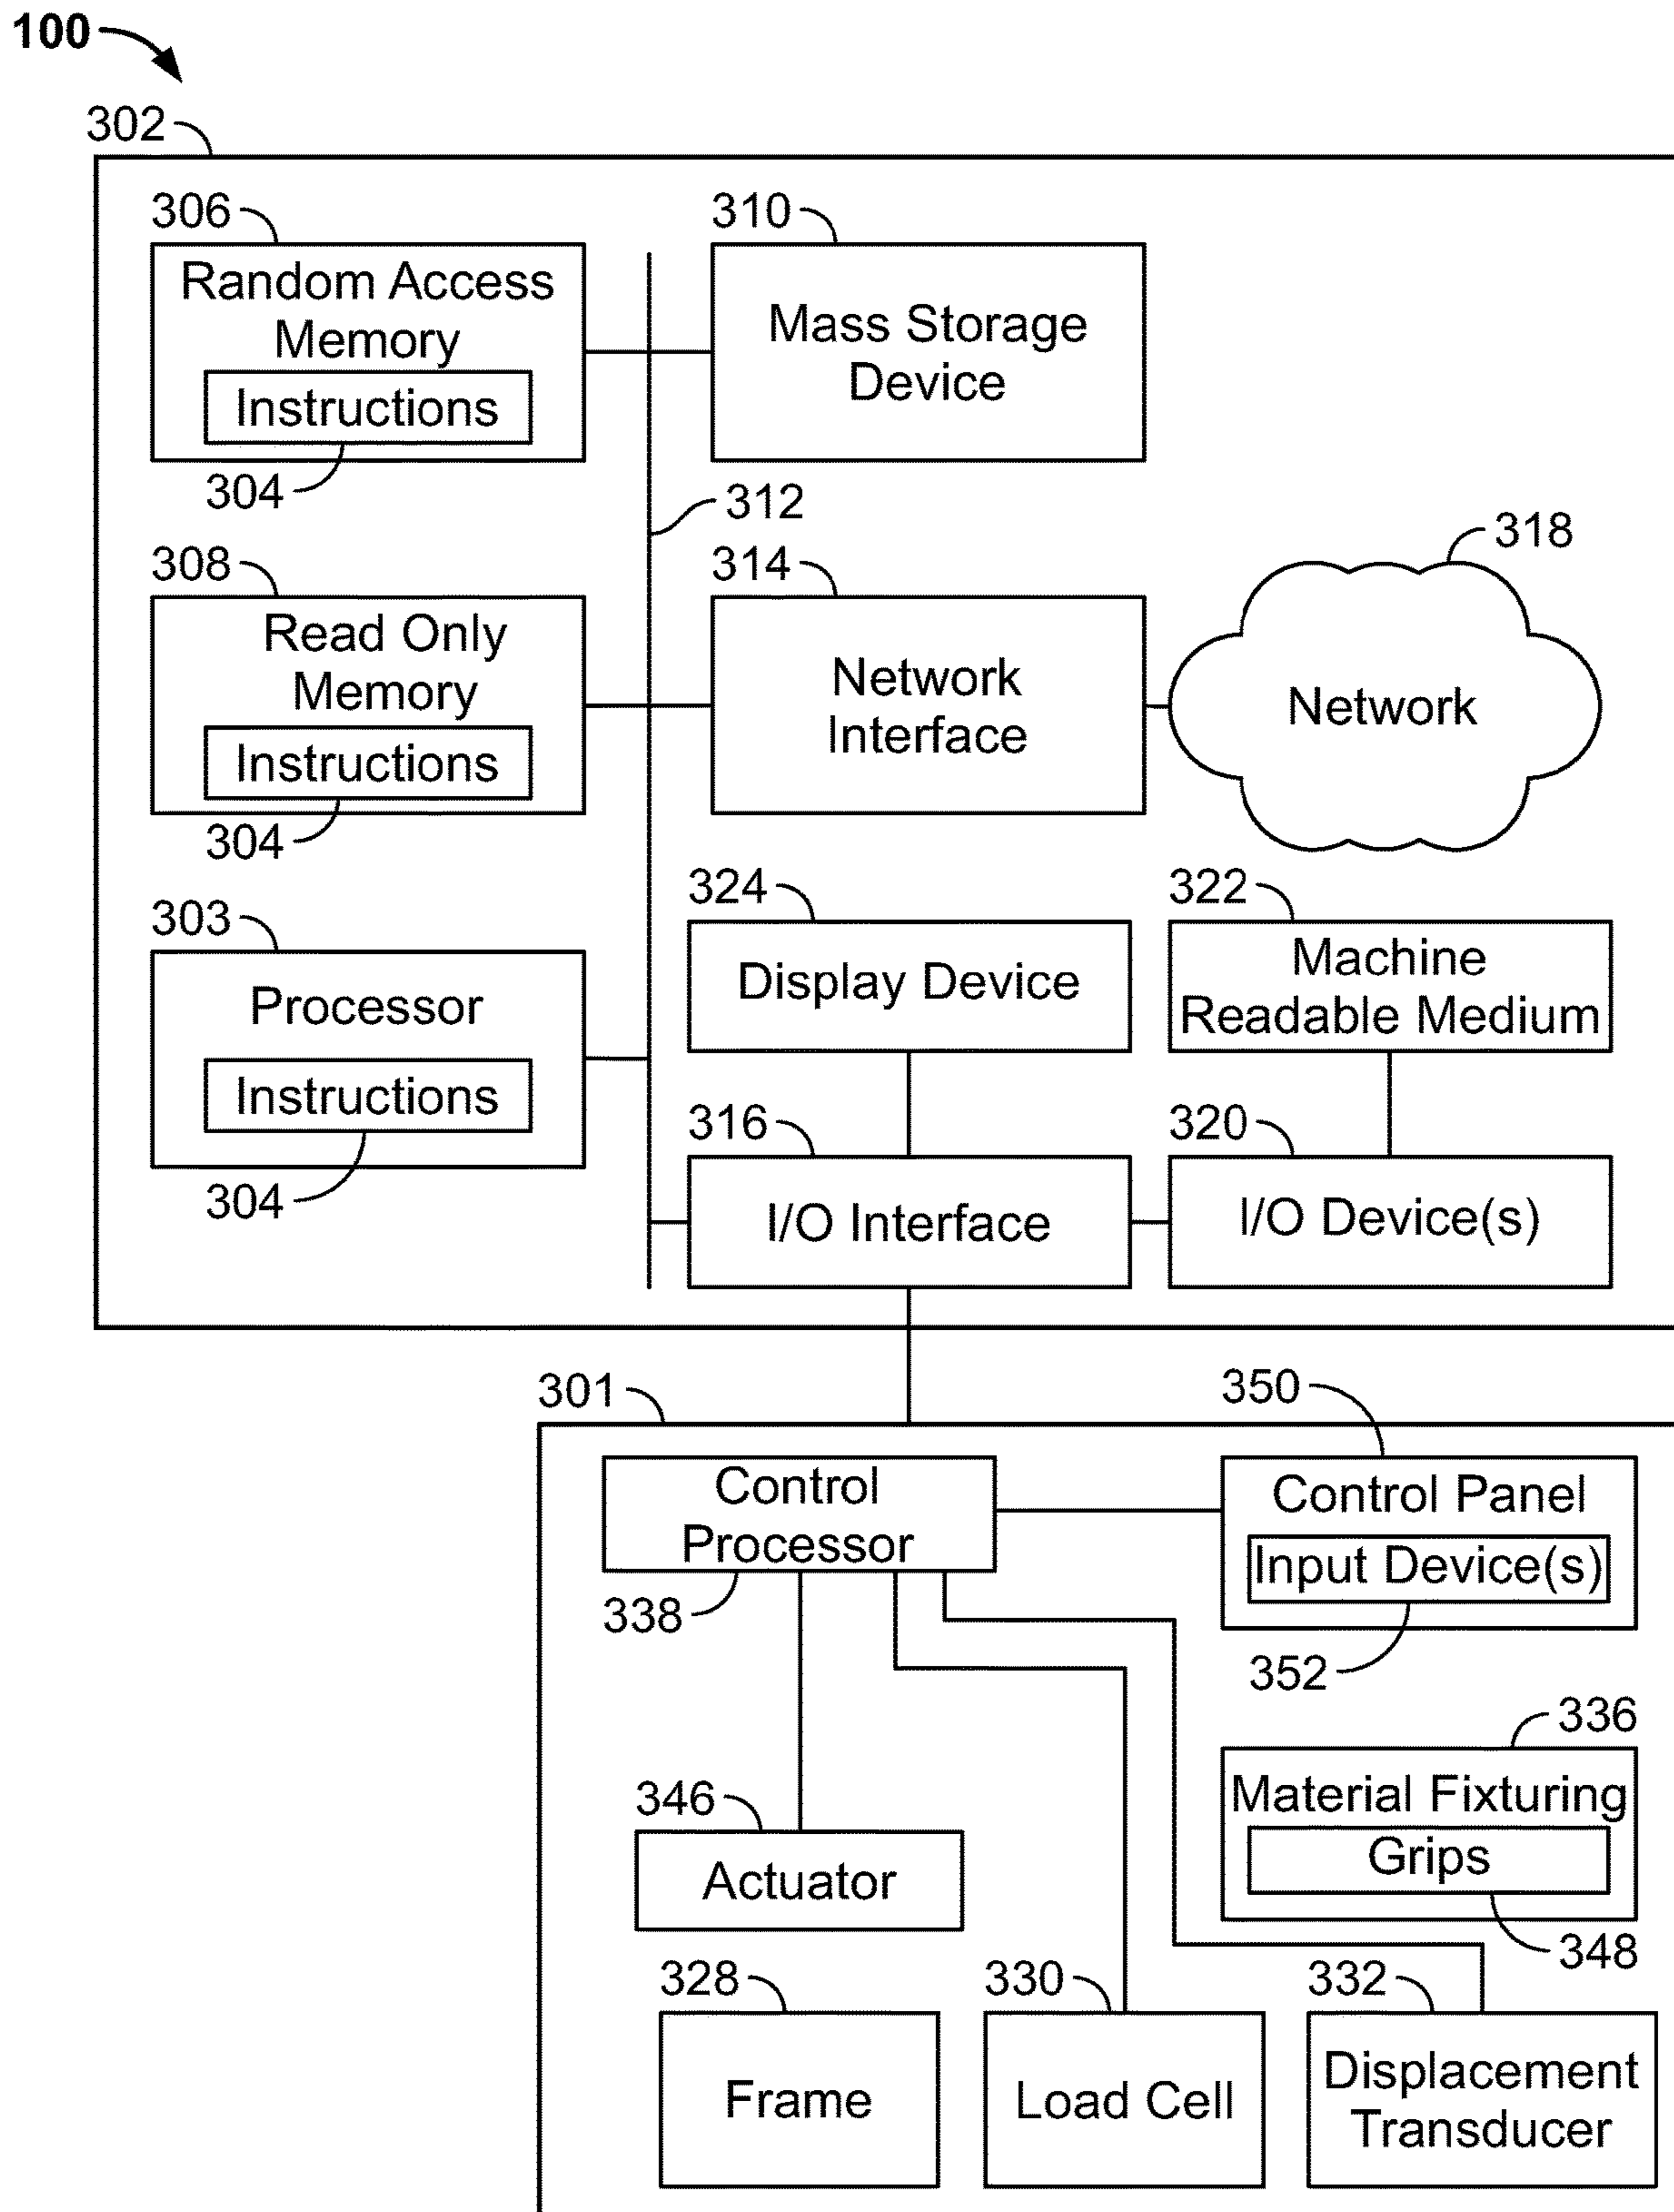 100
302
306
310
Random Access
Memory
Instructions
304
Mass Storage
Device
312
308
314
318
Read Only
Memory
Instructions
304
Network
Interface
Network
303
324
322
Processor
Instructions
304
Display Device
Machine
Readable Medium
316
320
I/O Interface
I/O Device(s)
301
350
Control
Processor
338
Control Panel
Input Device(s)
352
336
Material Fixturing
Grips
348
346
Actuator
328
330
332
Frame
Load Cell
Displacement
Transducer